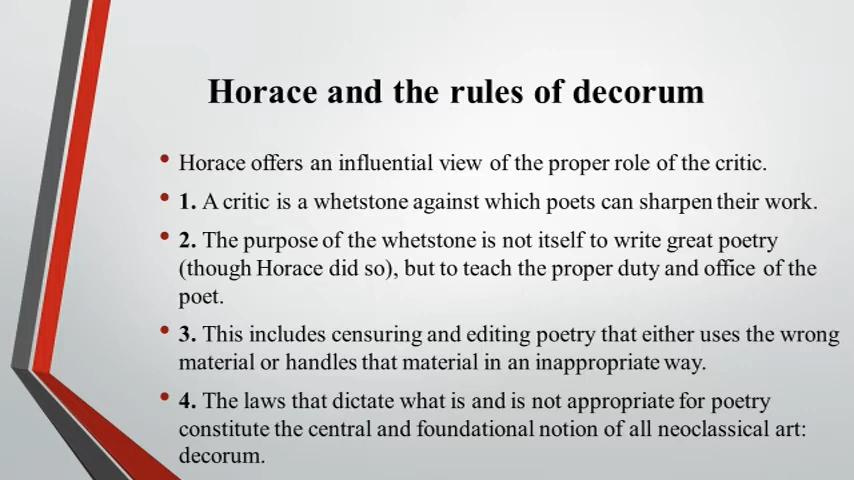 Horace and the rules of decorum
• Horace offers an influential view of the proper role of the critic.
• 1. A critic is a whetstone against which poets can sharpen their work.
• 2. The purpose of the whetstone is not itself to write great poetry
(though Horace did so), but to teach the proper duty and office of the
poet.
• 3. This includes censuring and editing poetry that either uses the wrong
material or handles that material in an inappropriate way.
• 4. The laws that dictate what is and is not appropriate for poetry
constitute the central and foundational notion of all neoclassical art:
decorum.